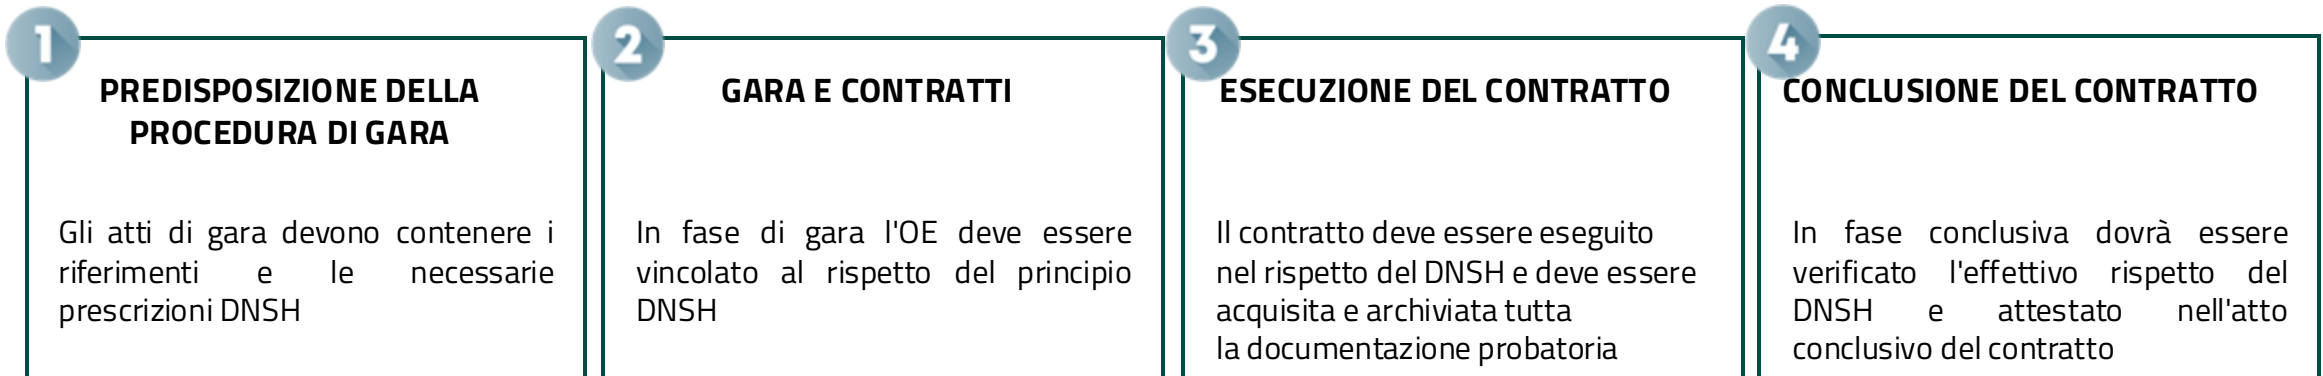 1
PREDISPOSIZIONE DELLA
PROCEDURA DI GARA
Gli atti di gara devono contenere i
riferimenti e le necessarie
prescrizioni DNSH
2
GARA E CONTRATTI
In fase di gara l'OE deve essere
vincolato al rispetto del principio
DNSH
3
ESECUZIONE DEL CONTRATTO
Il contratto deve essere eseguito
nel rispetto del DNSH e deve essere
acquisita e archiviata tutta
la documentazione probatoria
4
CONCLUSIONE DEL CONTRATTO
In fase conclusiva dovrà essere
verificato l'effettivo rispetto del
DNSH e attestato nell'atto
conclusivo del contratto